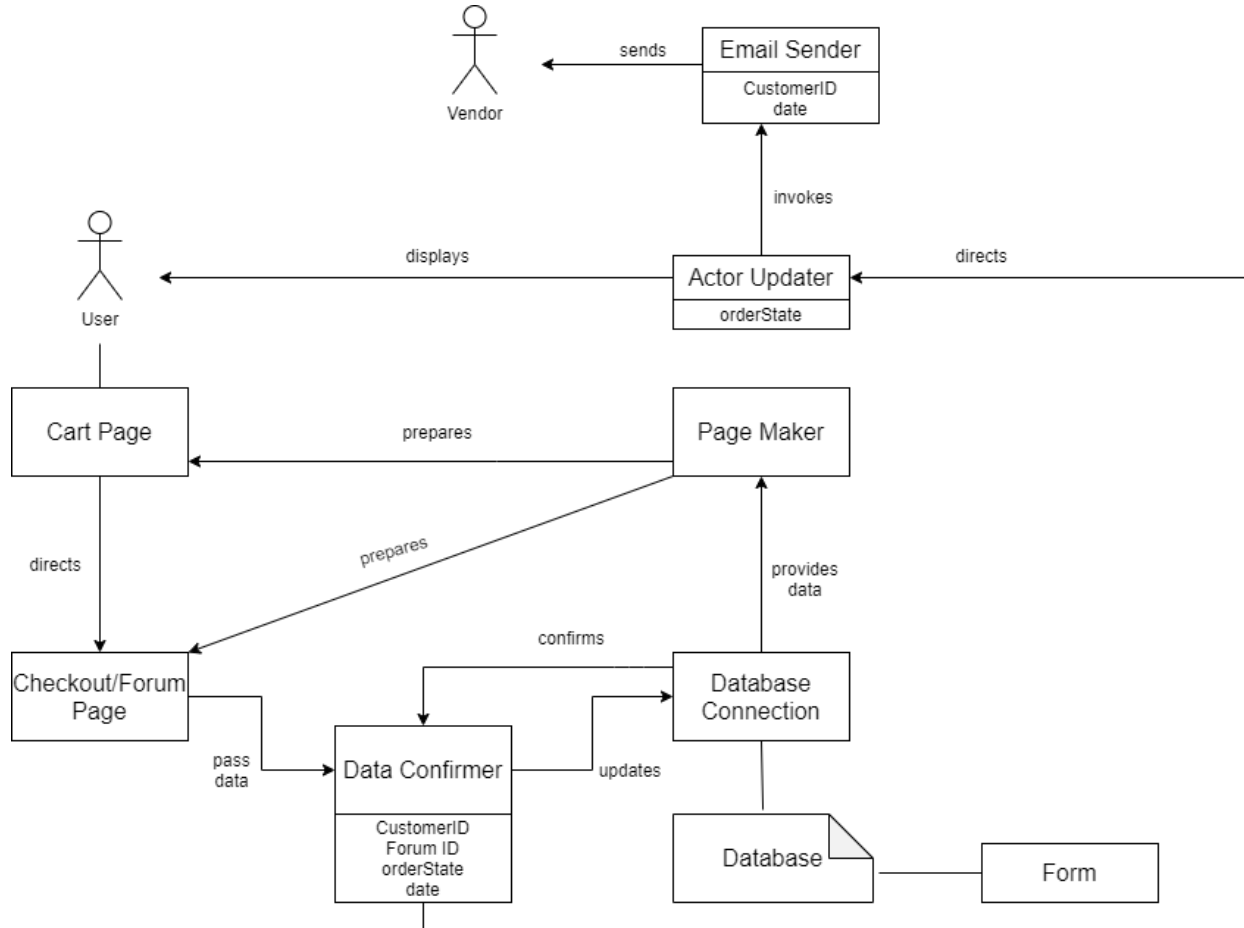 sends
Email Sender
CustomerID
date
Vendor
invokes
displays
Actor Updater
directs
orderState
User
Cart Page
prepares
Page Maker
prepares
directs
provides
data
confirms
Checkout/Forum
Page
Database
Connection
pass
data
Data Confirmer
updates
CustomerID
Forum ID
orderState
date
Database
Form